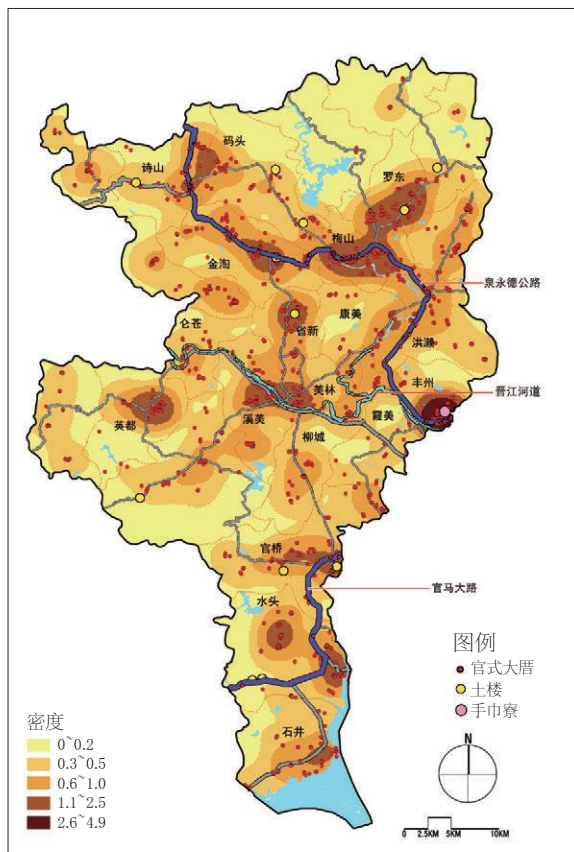 码头
诗山
罗东
梅山
金淘
泉永德公路
康美
仑苍
省新
洪濑
美林
丰州
晋江河道
英都
溪美
霞美
柳城
官桥
官马大路
水头
图例
官式大厝
土楼
手巾寮
石井
密度
0~0.2
0.3~0.5
0.6~1.0
1.1~2.5
2.6~4.9
N
0 2.5KM 5KM 10KM